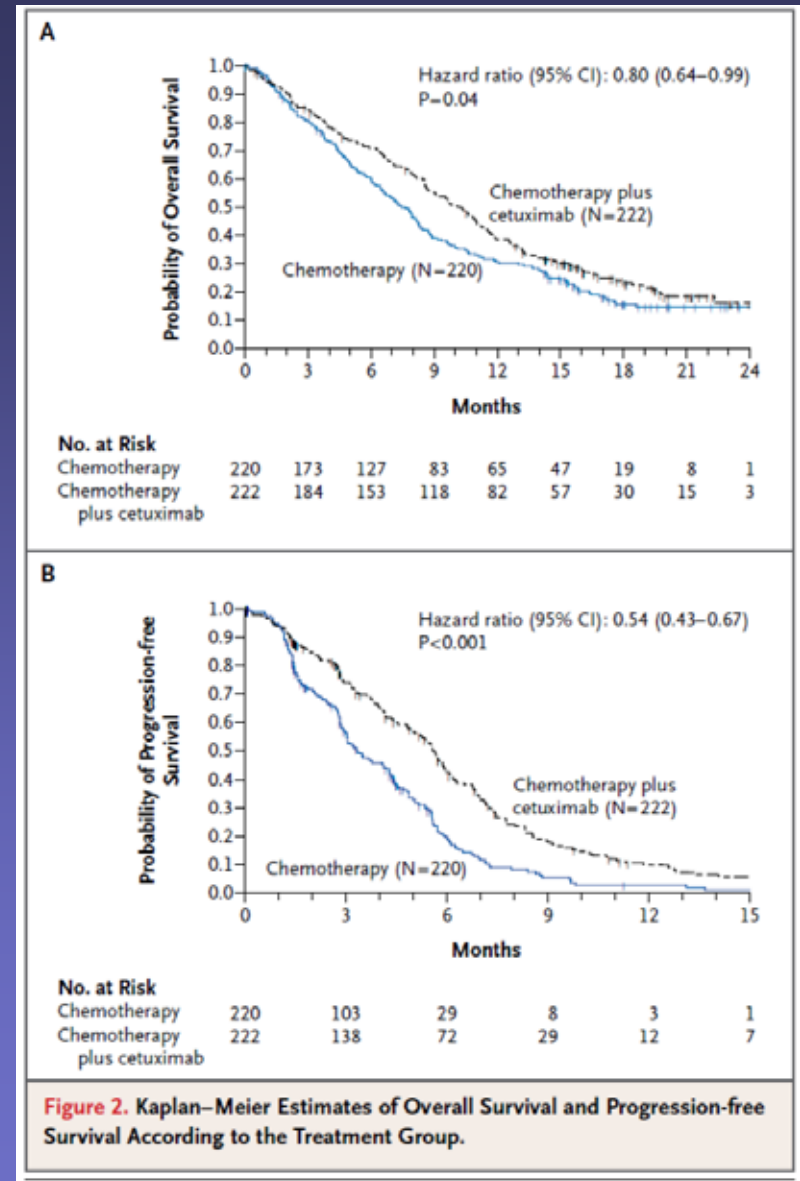 A
Hazard ratio (95% CI): 0.80 (0.64–0.99)
P=0.04
Probability of Overall Survival
1.0
0.9
0.8
0.7
0.6
0.5
0.4
0.3
0.2
0.1
0.0
Chemotherapy plus
cetuximab (N=222)
Chemotherapy (N=220)
0 3 6 9 12 15 18 21 24
Months
No. at Risk
Chemotherapy 220 173 127 83 65 47 19 8 1
Chemotherapy 222 184 153 118 82 57 30 15 3
plus cetuximab
B
Hazard ratio (95% CI): 0.54 (0.43–0.67)
P<0.001
Probability of Progression-free
Survival
1.0
0.9
0.8
0.7
0.6
0.5
0.4
0.3
0.2
0.1
0.0
Chemotherapy plus
cetuximab (N=222)
Chemotherapy (N=220)
0 3 6 9 12 15
Months
No. at Risk
Chemotherapy 220 103 29 8 3 1
Chemotherapy 222 138 72 29 12 7
plus cetuximab
Figure 2. Kaplan–Meier Estimates of Overall Survival and Progression-free
Survival According to the Treatment Group.